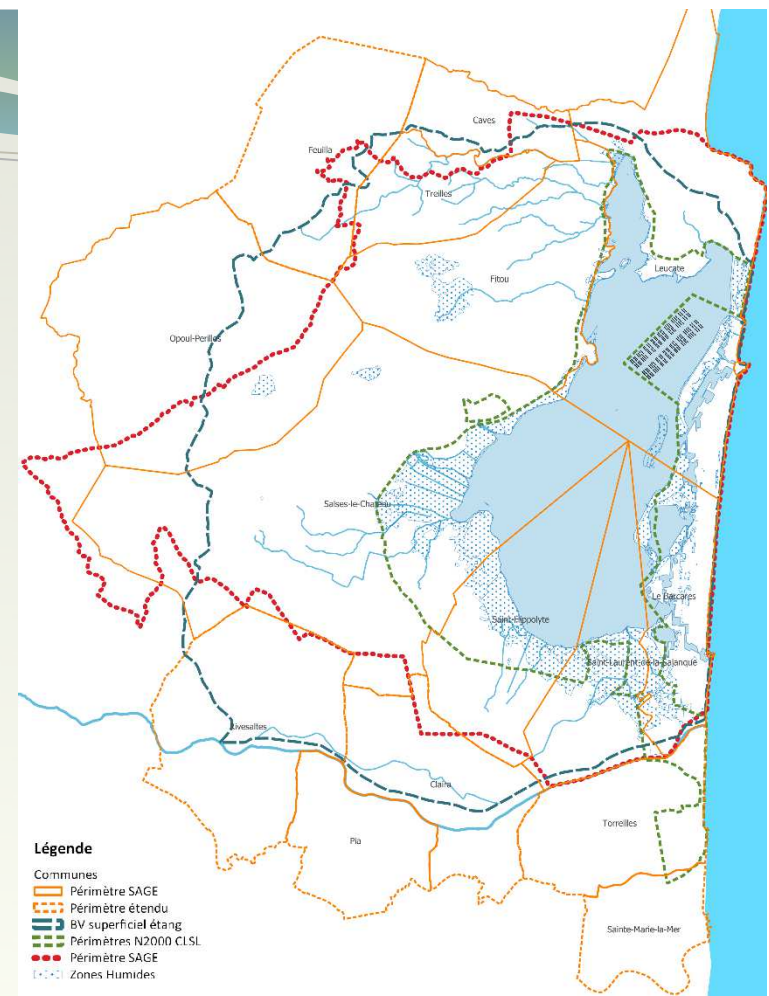 Caves
Feuilla
Treilles
Fitou
Leucate
Opoul-Perillos
Salses-le-Chateau
Le Barcares
Saint-Hippolyte
Saint-Laurent-de-la-Salanque
Rivesaltes
Claira
Torreilles
Pia
Sainte-Marie-la-Mer
Légende
Communes
Périmètre SAGE
Périmètre étendu
BV superficiel étang
Périmètres N2000 CLSL
Périmètre SAGE
Zones Humides